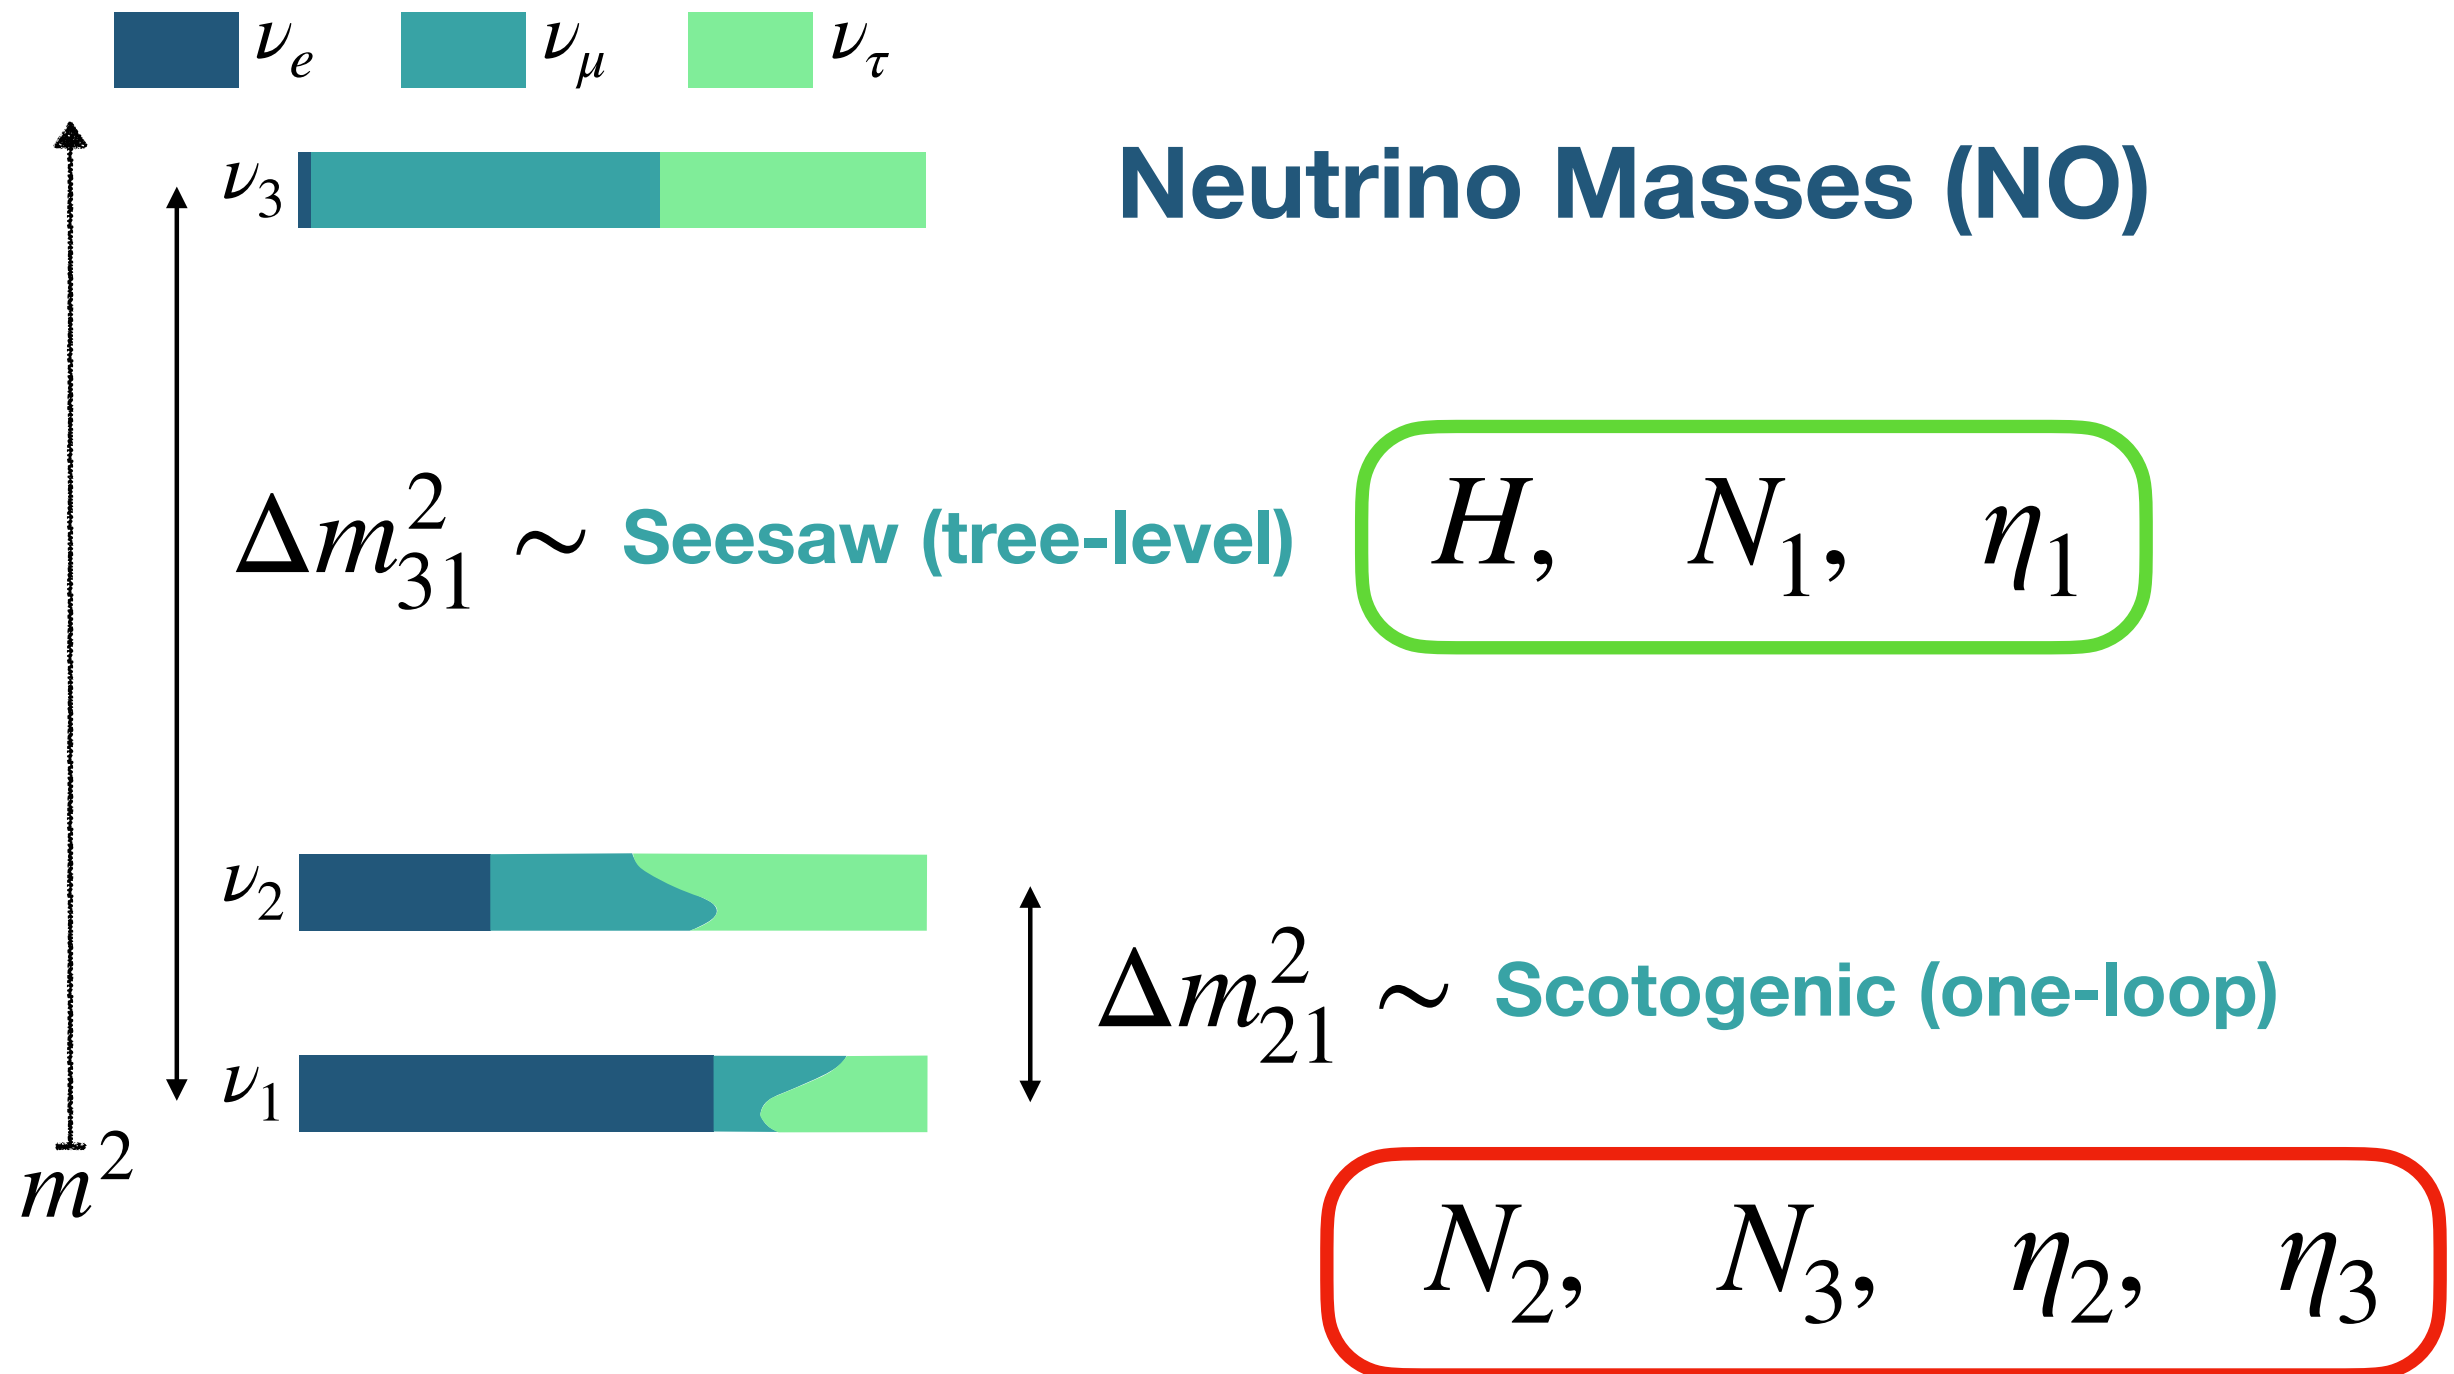 ν_e ν_μ ν_τ
ν_3
Neutrino Masses (NO)
Δm²_31 ∼ Seesaw (tree-level)
H, N_1, η_1
ν_2
Δm²_21 ∼ Scotogenic (one-loop)
ν_1
m²
N_2, N_3, η_2, η_3